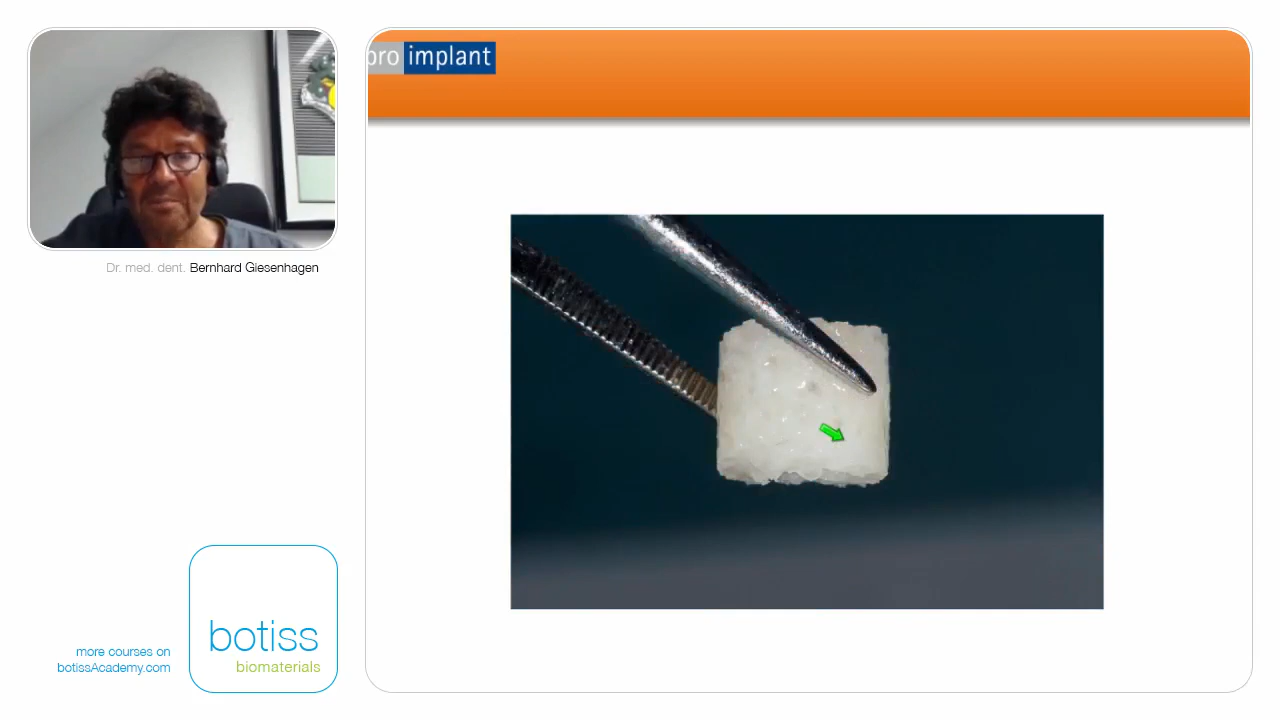 pro implant
Dr. med. dent. Bernhard Giesenhagen
botiss
biomaterials
more courses on
botissAcademy.com